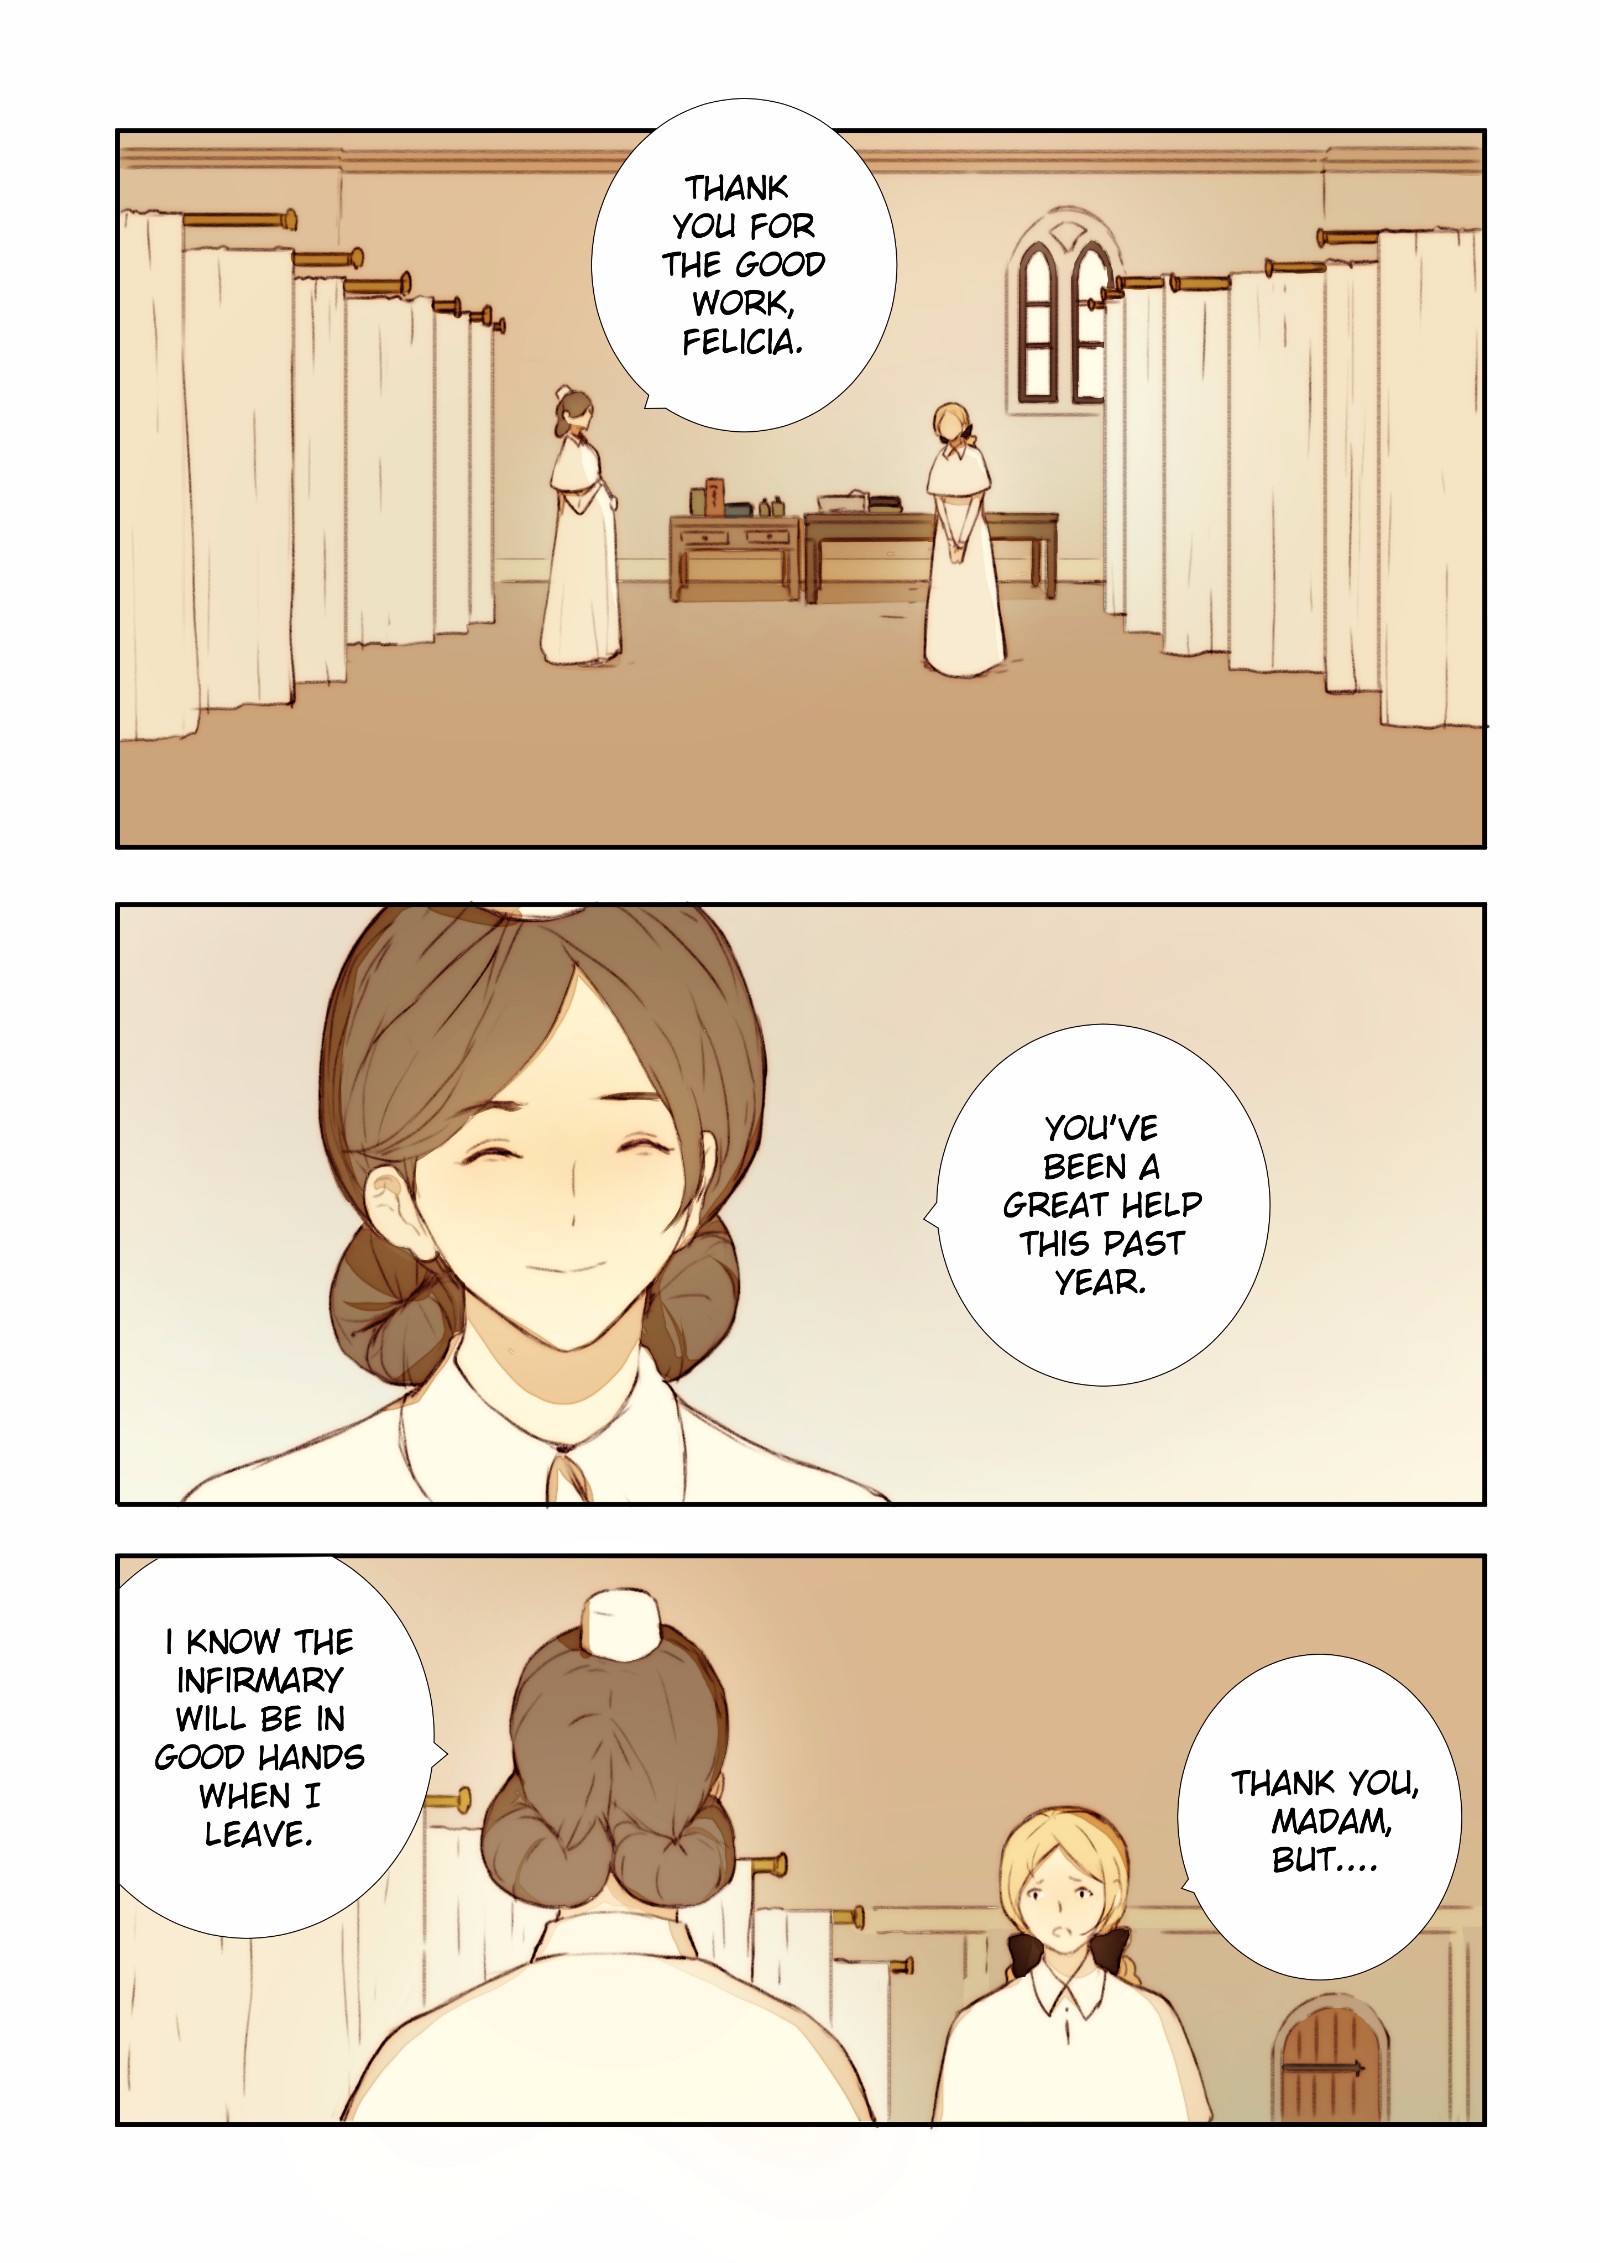 THANK
YOU FOR
THE GOOD
WORK,
FELICIA.
YOU'VE
BEEN A
GREAT HELP
THIS PAST
YEAR.
I KNOW THE
INFIRMARY
WILL BE IN
GOOD HANDS
WHEN I
LEAVE.
THANK YOU,
MADAM,
BUT....